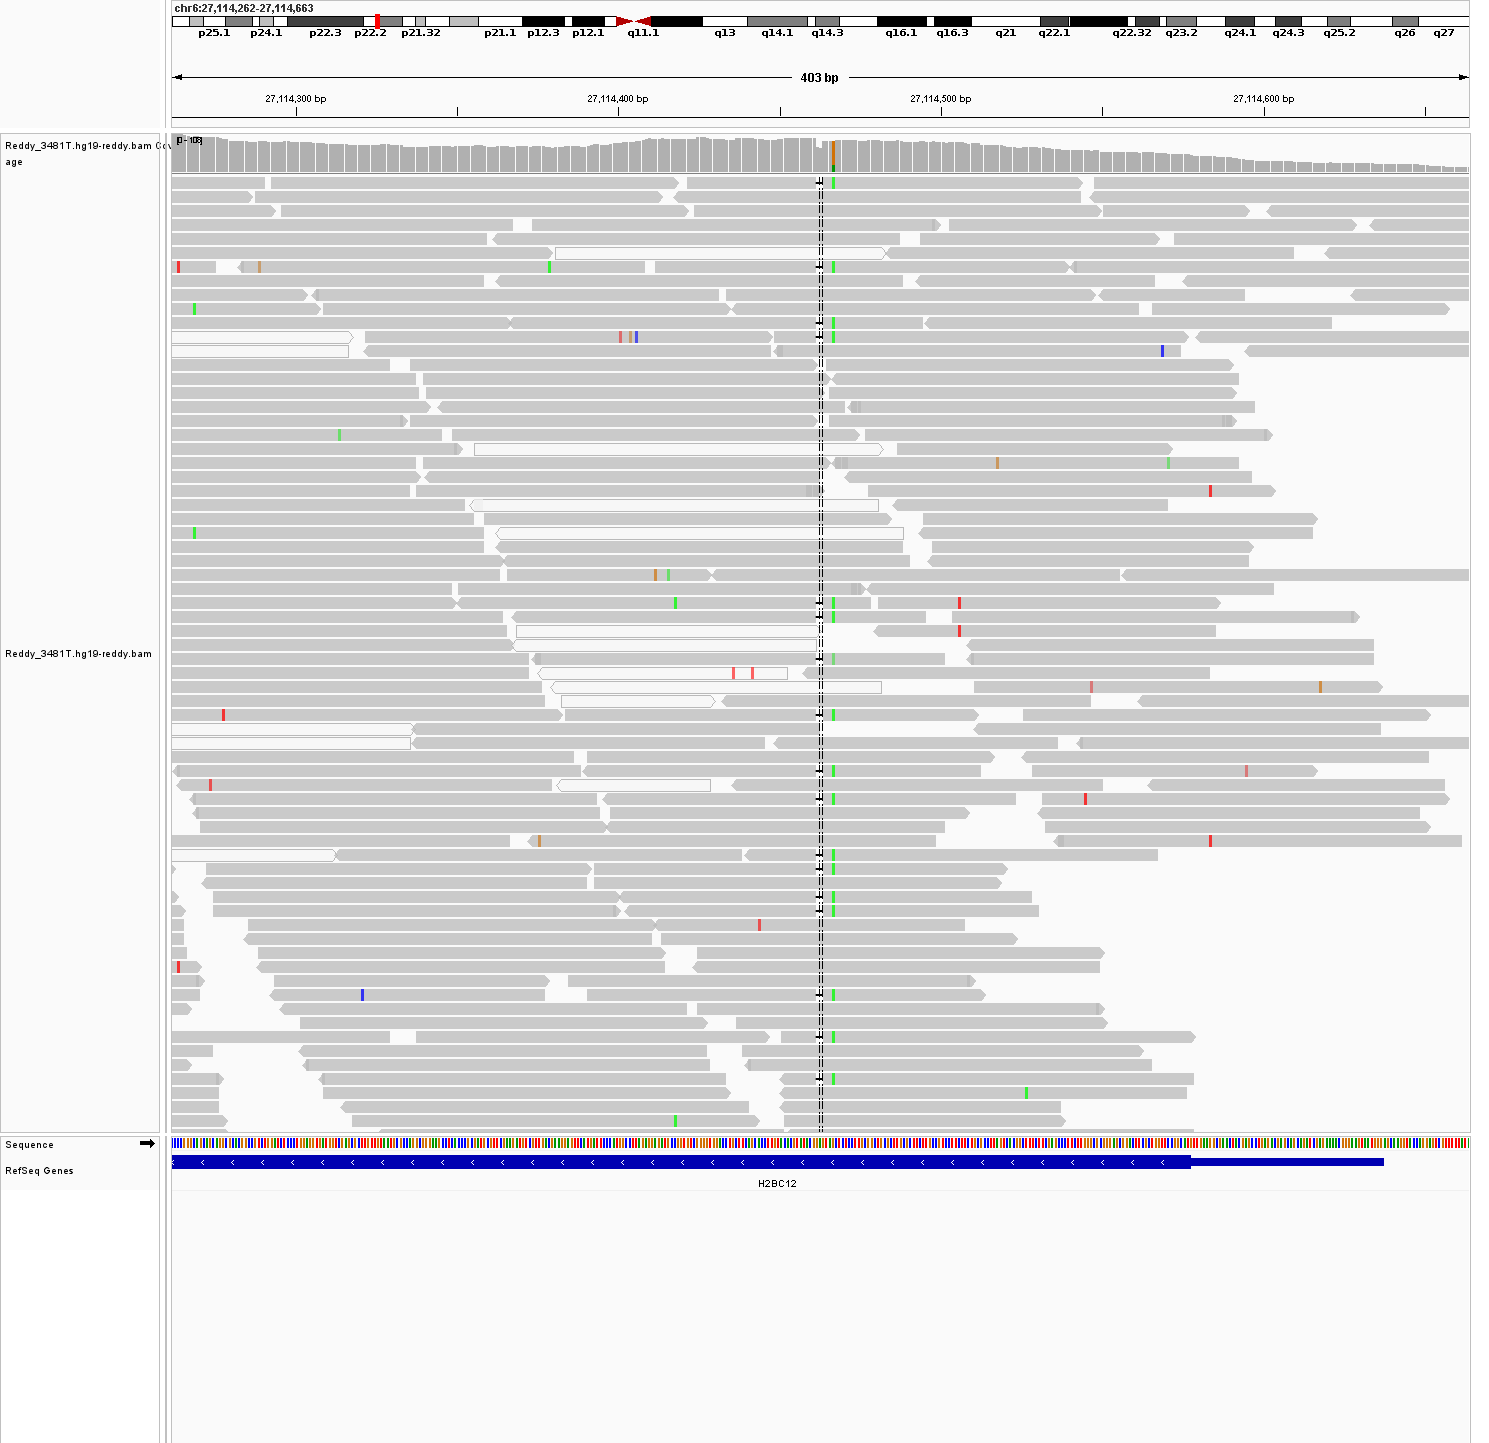 chr6:27,114,262-27,114,663
p25.1 p24.1 p22.3 p22.2 p21.32 p21.1 p12.3 p12.1 q11.1 q13 q14.1 q14.3 q16.1 q16.3 q21 q22.1 q22.32 q23.2 q24.1 q24.3 q25.2 q26 q27
403 bp
27,114,300 bp 27,114,400 bp 27,114,500 bp 27,114,600 bp
Reddy_3481T.hg19-reddy.bam Cov
age
Reddy_3481T.hg19-reddy.bam
Sequence
RefSeq Genes
H2BC12